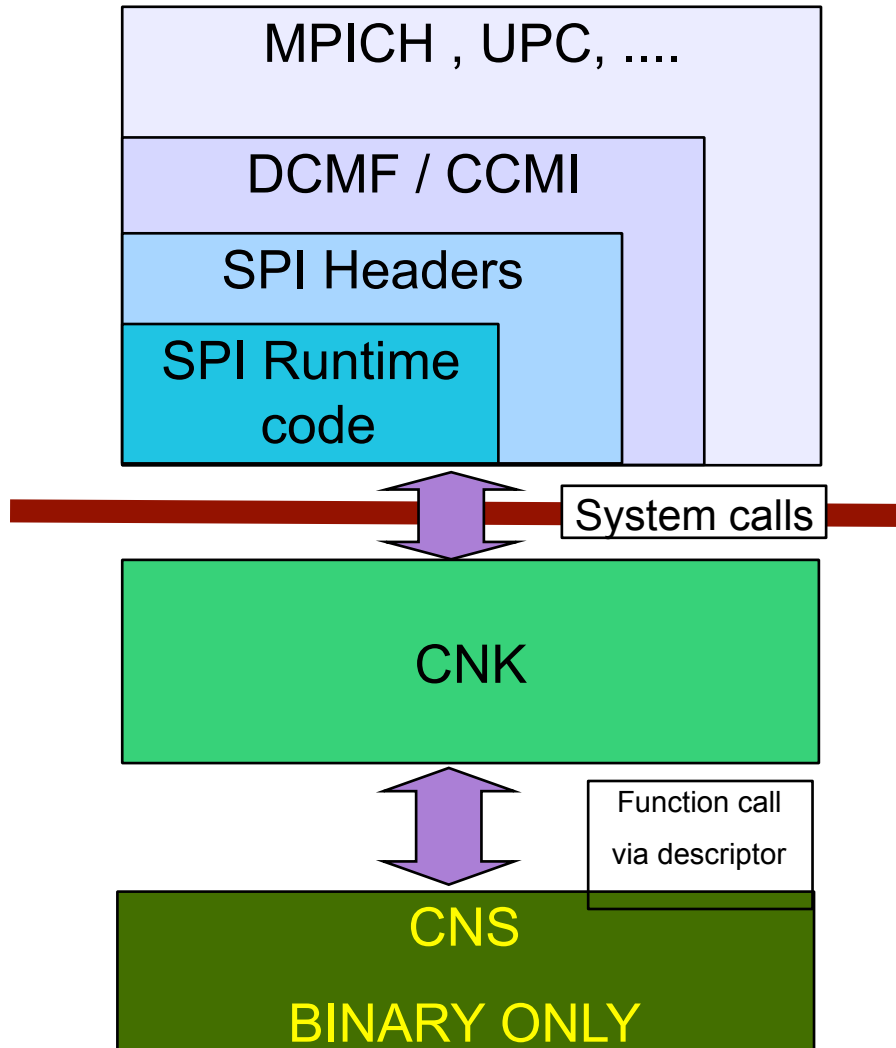 MPICH , UPC, ....
DCMF / CCMI
SPI Headers
SPI Runtime
code
System calls
CNK
Function call
via descriptor
CNS
BINARY ONLY